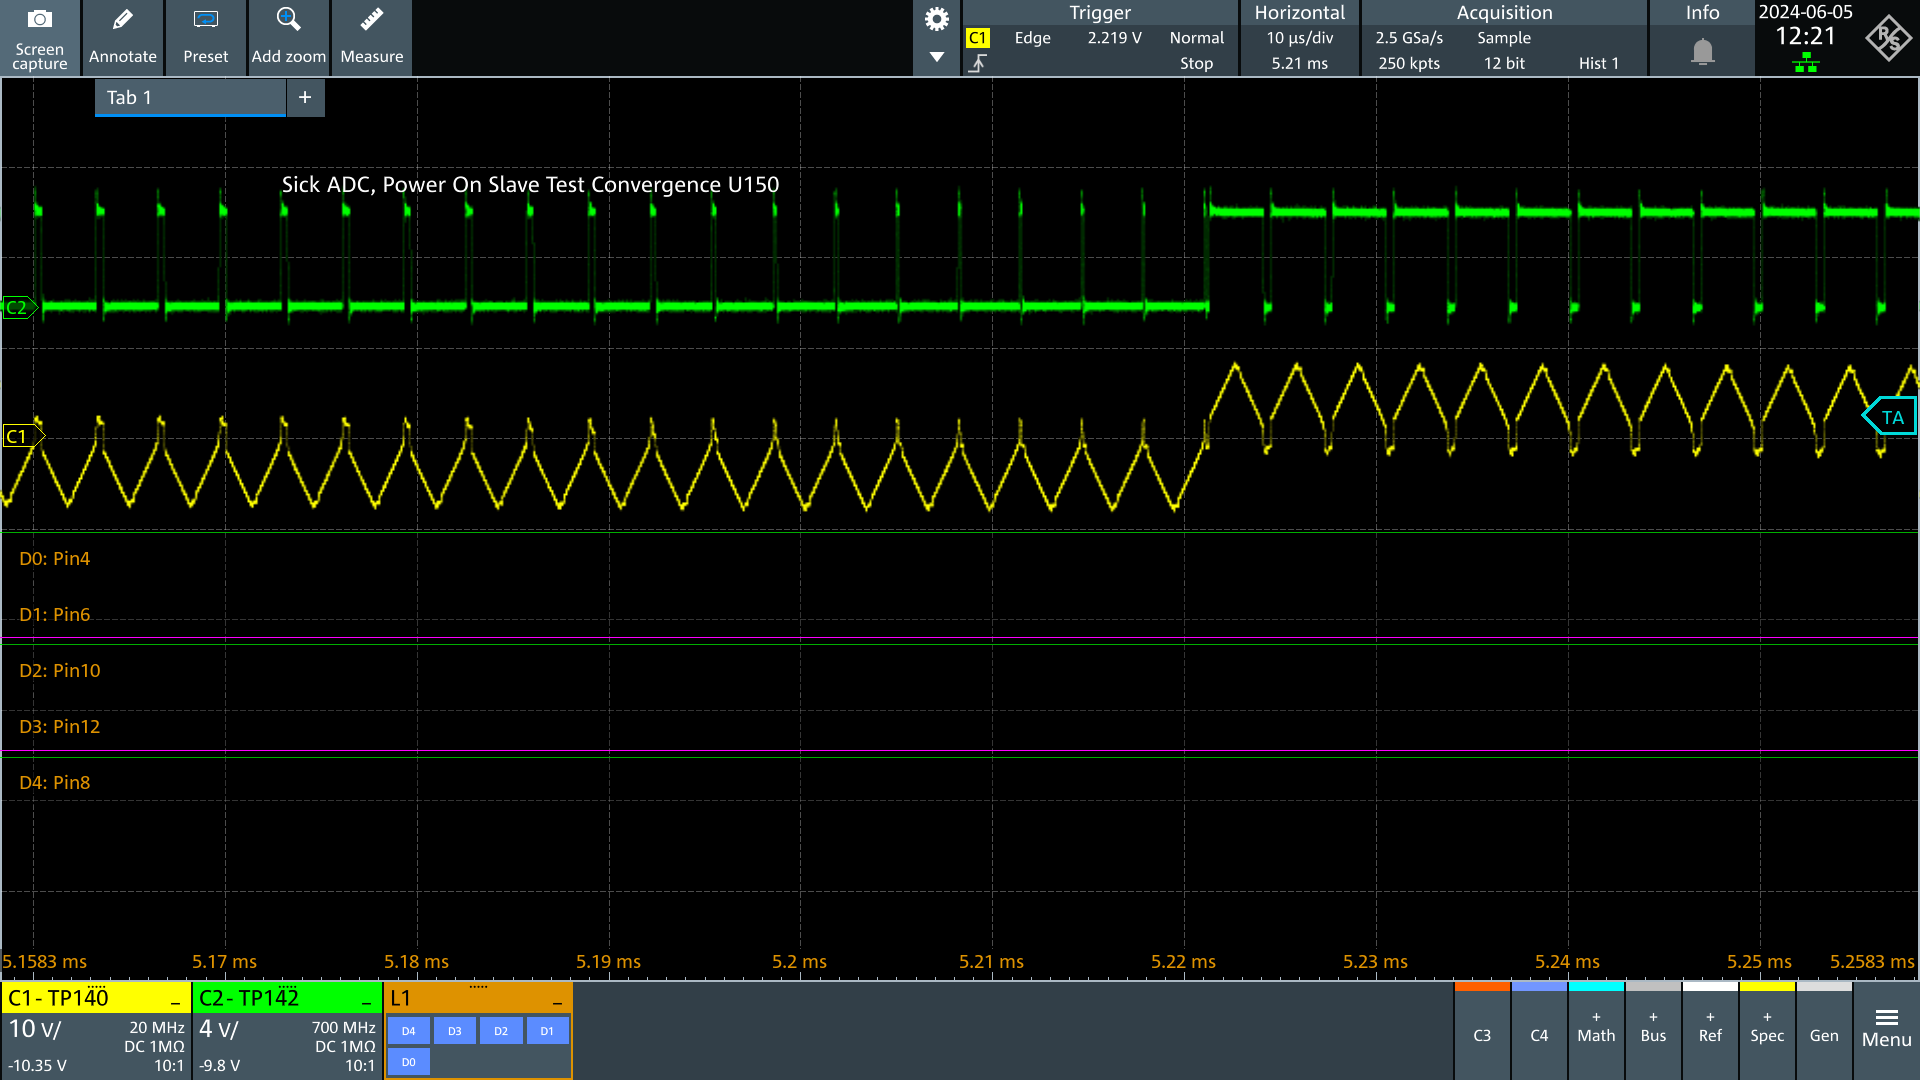 Screen
capture
Annotate
Preset
Add zoom
Measure
Trigger
C1 Edge 2.219 V Normal
Stop
Horizontal
10 µs/div
5.21 ms
Acquisition
2.5 GSa/s Sample
250 kpts 12 bit Hist 1
Info
2024-06-05
12:21
R&S
Tab 1 +
Sick ADC, Power On Slave Test Convergence U150
C2
C1
TA
D0: Pin4
D1: Pin6
D2: Pin10
D3: Pin12
D4: Pin8
5.1583 ms 5.17 ms 5.18 ms 5.19 ms 5.2 ms 5.21 ms 5.22 ms 5.23 ms 5.24 ms 5.25 ms 5.2583 ms
C1 - TP140
10 V/ 20 MHz
DC 1MΩ
-10.35 V 10:1
C2 - TP142
4 V/ 700 MHz
DC 1MΩ
-9.8 V 10:1
L1
D4 D3 D2 D1
D0
C3
C4
+ Math
+ Bus
+ Ref
+ Spec
Gen
Menu